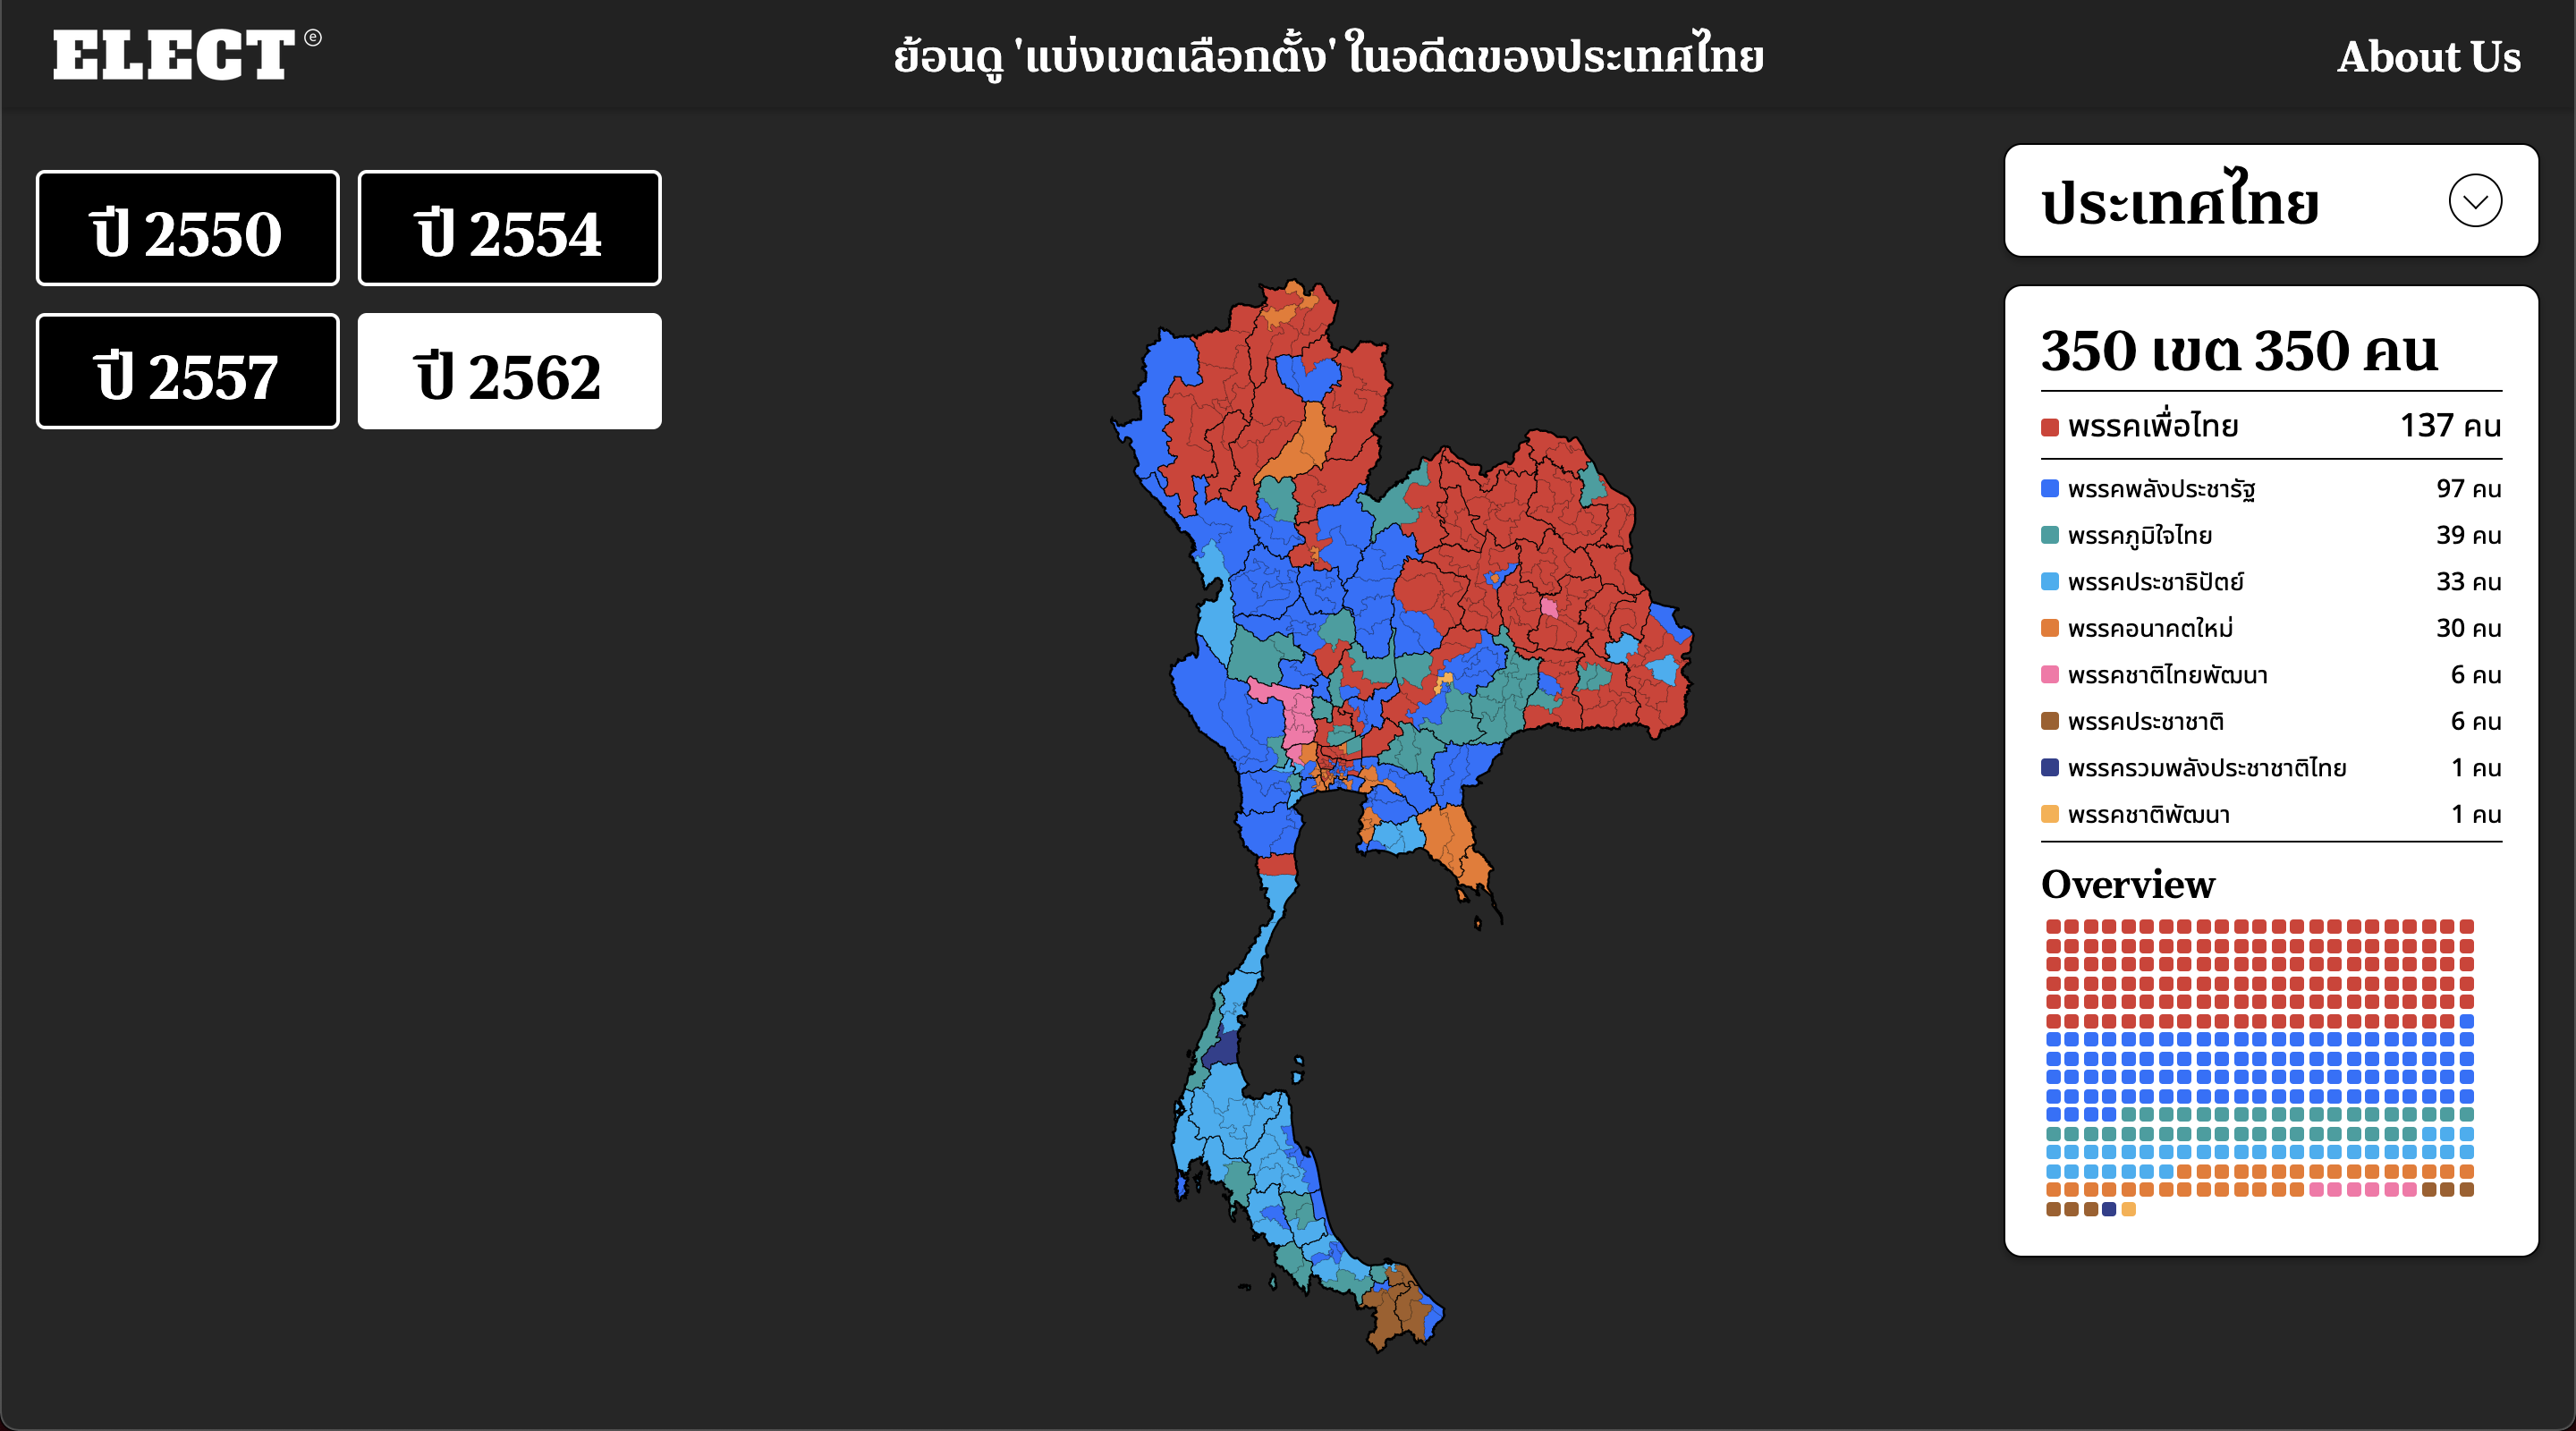 ELECT ⓔ
ย้อนดู 'แบ่งเขตเลือกตั้ง' ในอดีตของประเทศไทย
About Us
ปี 2550
ปี 2554
ปี 2557
ปี 2562
ประเทศไทย
350 เขต 350 คน
พรรคเพื่อไทย 137 คน
พรรคพลังประชารัฐ 97 คน
พรรคภูมิใจไทย 39 คน
พรรคประชาธิปัตย์ 33 คน
พรรคอนาคตใหม่ 30 คน
พรรคชาติไทยพัฒนา 6 คน
พรรคประชาชาติ 6 คน
พรรครวมพลังประชาชาติไทย 1 คน
พรรคชาติพัฒนา 1 คน
Overview